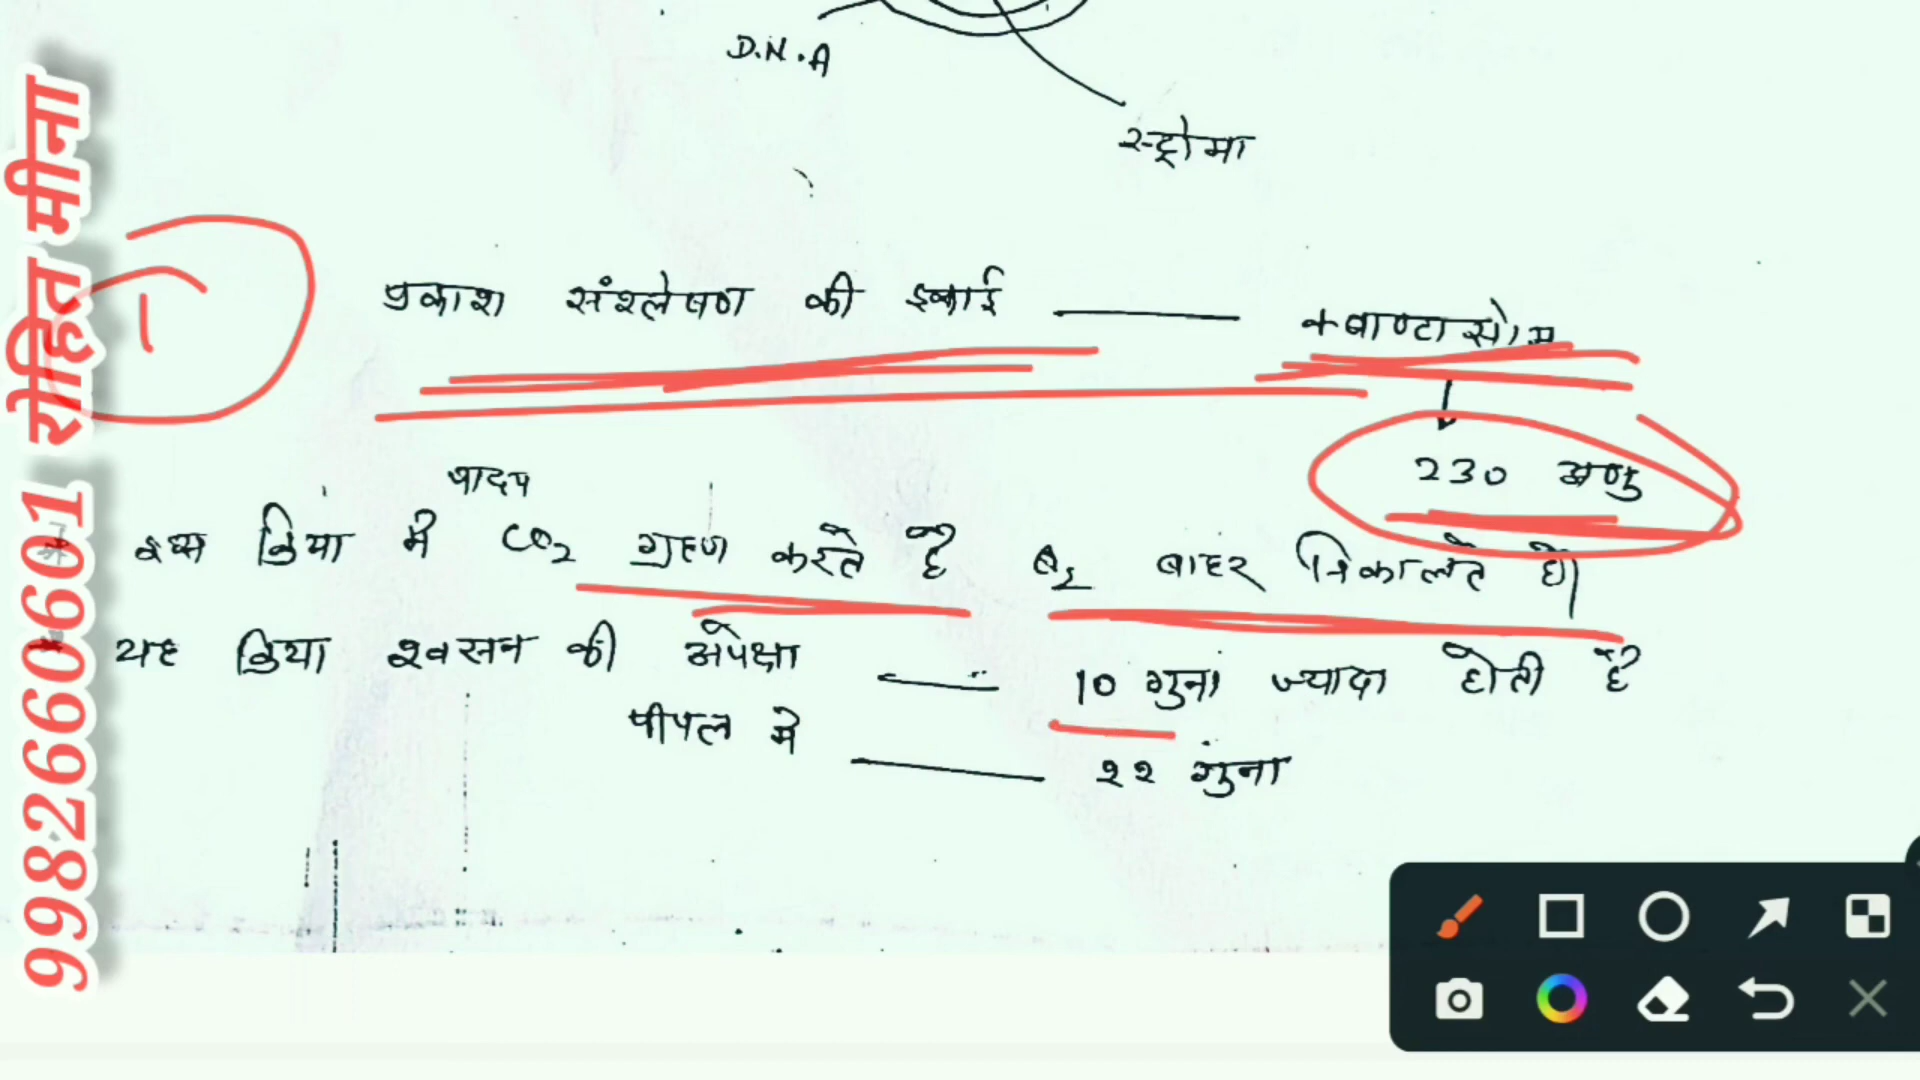 D.N.A
स्ट्रोमा
प्रकाश संश्लेषण की इकाई ——— क्वाण्टासोम
230 अणु
पादप
* इस क्रिया मे CO2 ग्रहण करते है O2 बाहर निकालते है।
* यह क्रिया श्वसन की अपेक्षा —— 10 गुना ज्यादा होती है
पीपल मे ——— 22 गुना
9982660601 रोहित मीना